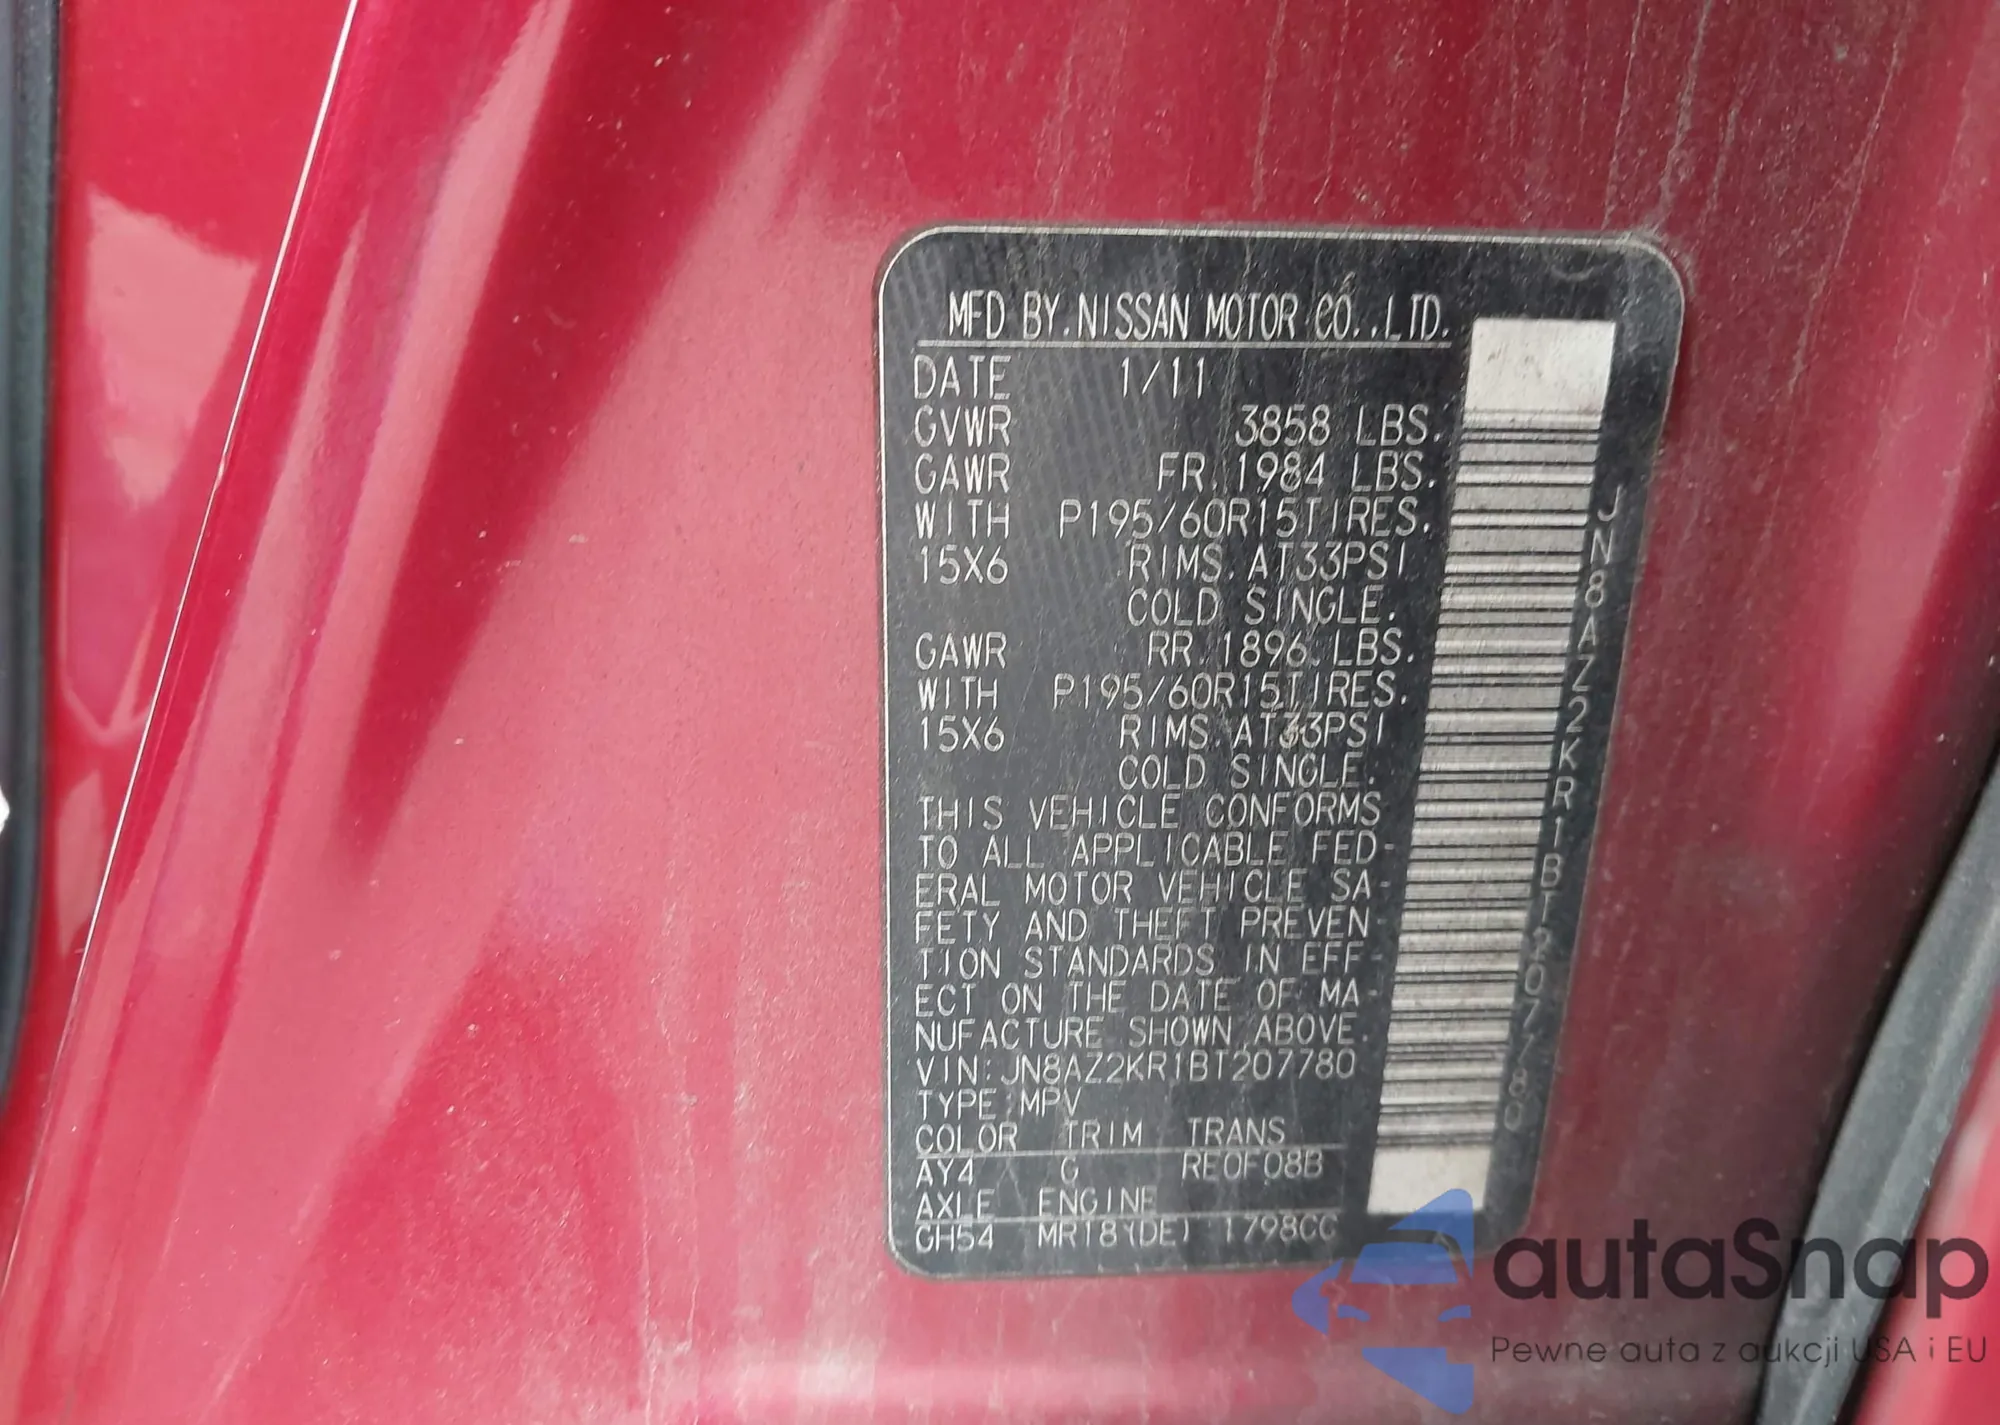 MFD BY.NISSAN MOTOR CO.,LTD.
DATE 1/11
GVWR 3858 LBS.
GAWR FR. 1984 LBS.
WITH P195/60R15TIRES.
15X6 RIMS. AT33PSI
COLD SINGLE.
GAWR RR. 1896 LBS.
WITH P195/60R15TIRES.
15X6 RIMS. AT33PSI
COLD SINGLE.
THIS VEHICLE CONFORMS
TO ALL APPLICABLE FED-
ERAL MOTOR VEHICLE SA-
FETY AND THEFT PREVEN-
TION STANDARDS IN EFF-
ECT ON THE DATE OF MA-
NUFACTURE SHOWN ABOVE.
VIN:JN8AZ2KR1BT207780
TYPE:MPV
COLOR TRIM TRANS
AY4 G RE0F08B
AXLE ENGINE
GH54 MR18(DE) 1798CC
JN8AZ2KR1BT207780
autaSnap
Pewne auta z aukcji USA i EU